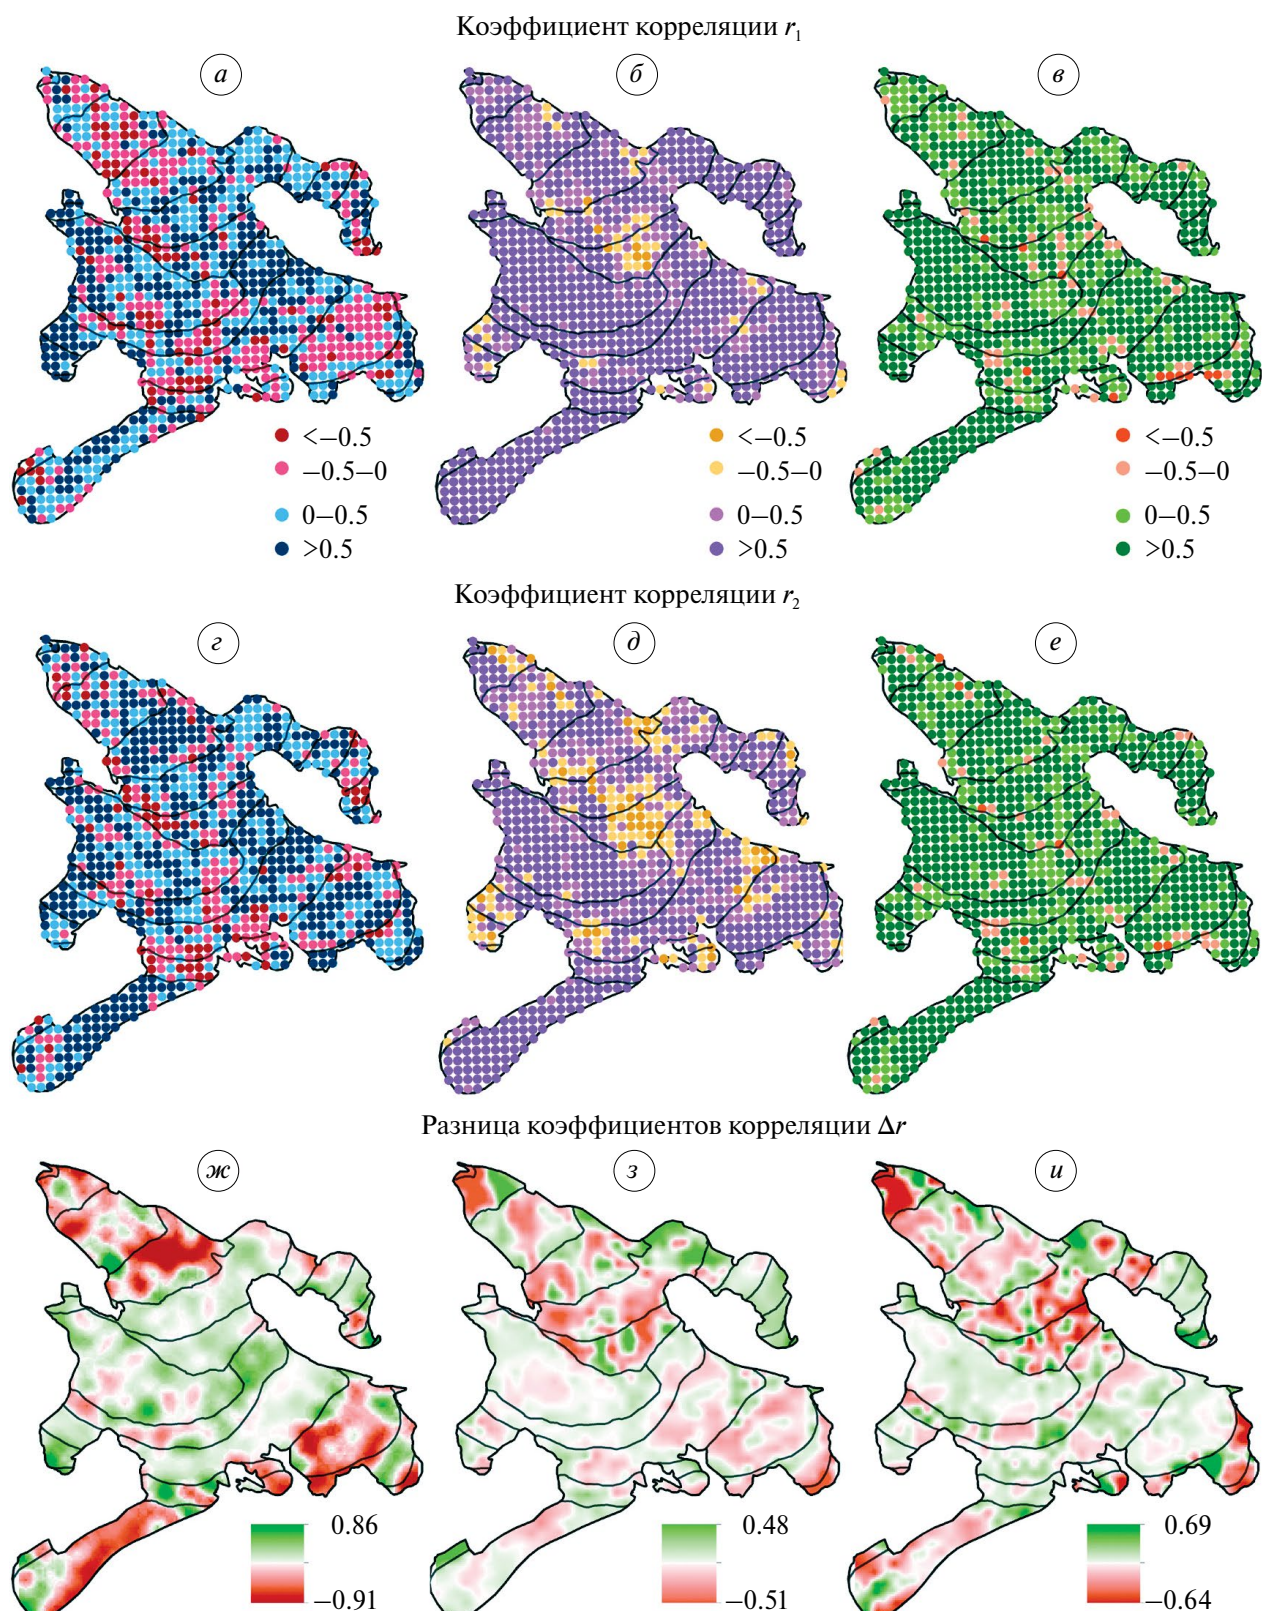 Коэффициент корреляции r₁
а
б
в
<−0.5
−0.5−0
0−0.5
>0.5
<−0.5
−0.5−0
0−0.5
>0.5
<−0.5
−0.5−0
0−0.5
>0.5
Коэффициент корреляции r₂
г
д
е
Разница коэффициентов корреляции Δr
ж
з
и
0.86
−0.91
0.48
−0.51
0.69
−0.64